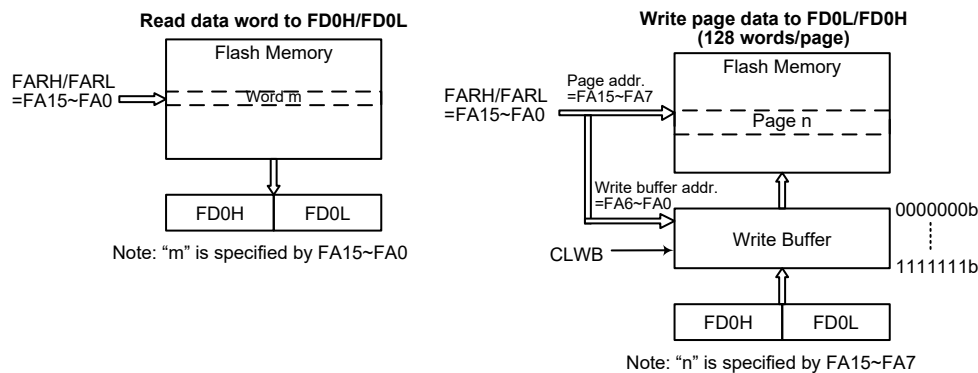 Read data word to FD0H/FD0L
Flash Memory
FARH/FARL
=FA15~FA0
Word m
FD0H
FD0L
Note: “m” is specified by FA15~FA0
Write page data to FD0L/FD0H
(128 words/page)
Flash Memory
FARH/FARL
=FA15~FA0
Page addr.
=FA15~FA7
Page n
Write buffer addr.
=FA6~FA0
CLWB
Write Buffer
0000000b
1111111b
FD0H
FD0L
Note: “n” is specified by FA15~FA7